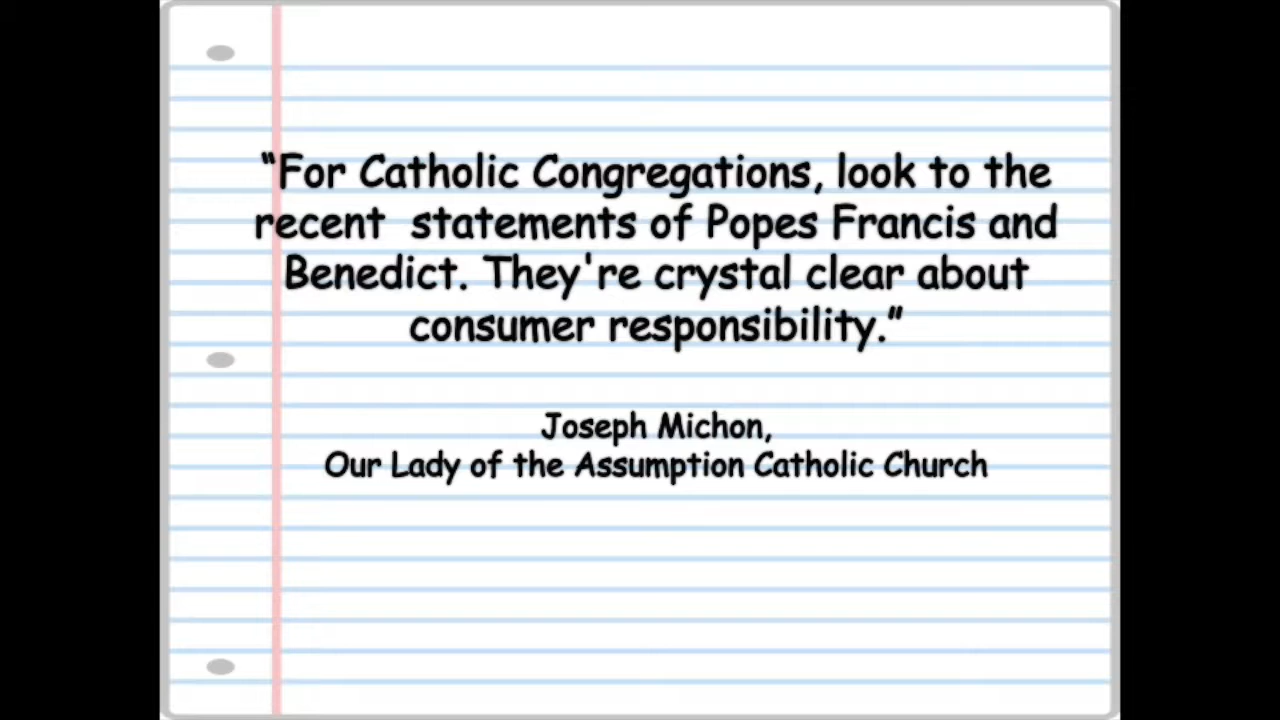 “For Catholic Congregations, look to the
recent statements of Popes Francis and
Benedict. They're crystal clear about
consumer responsibility.”
Joseph Michon,
Our Lady of the Assumption Catholic Church